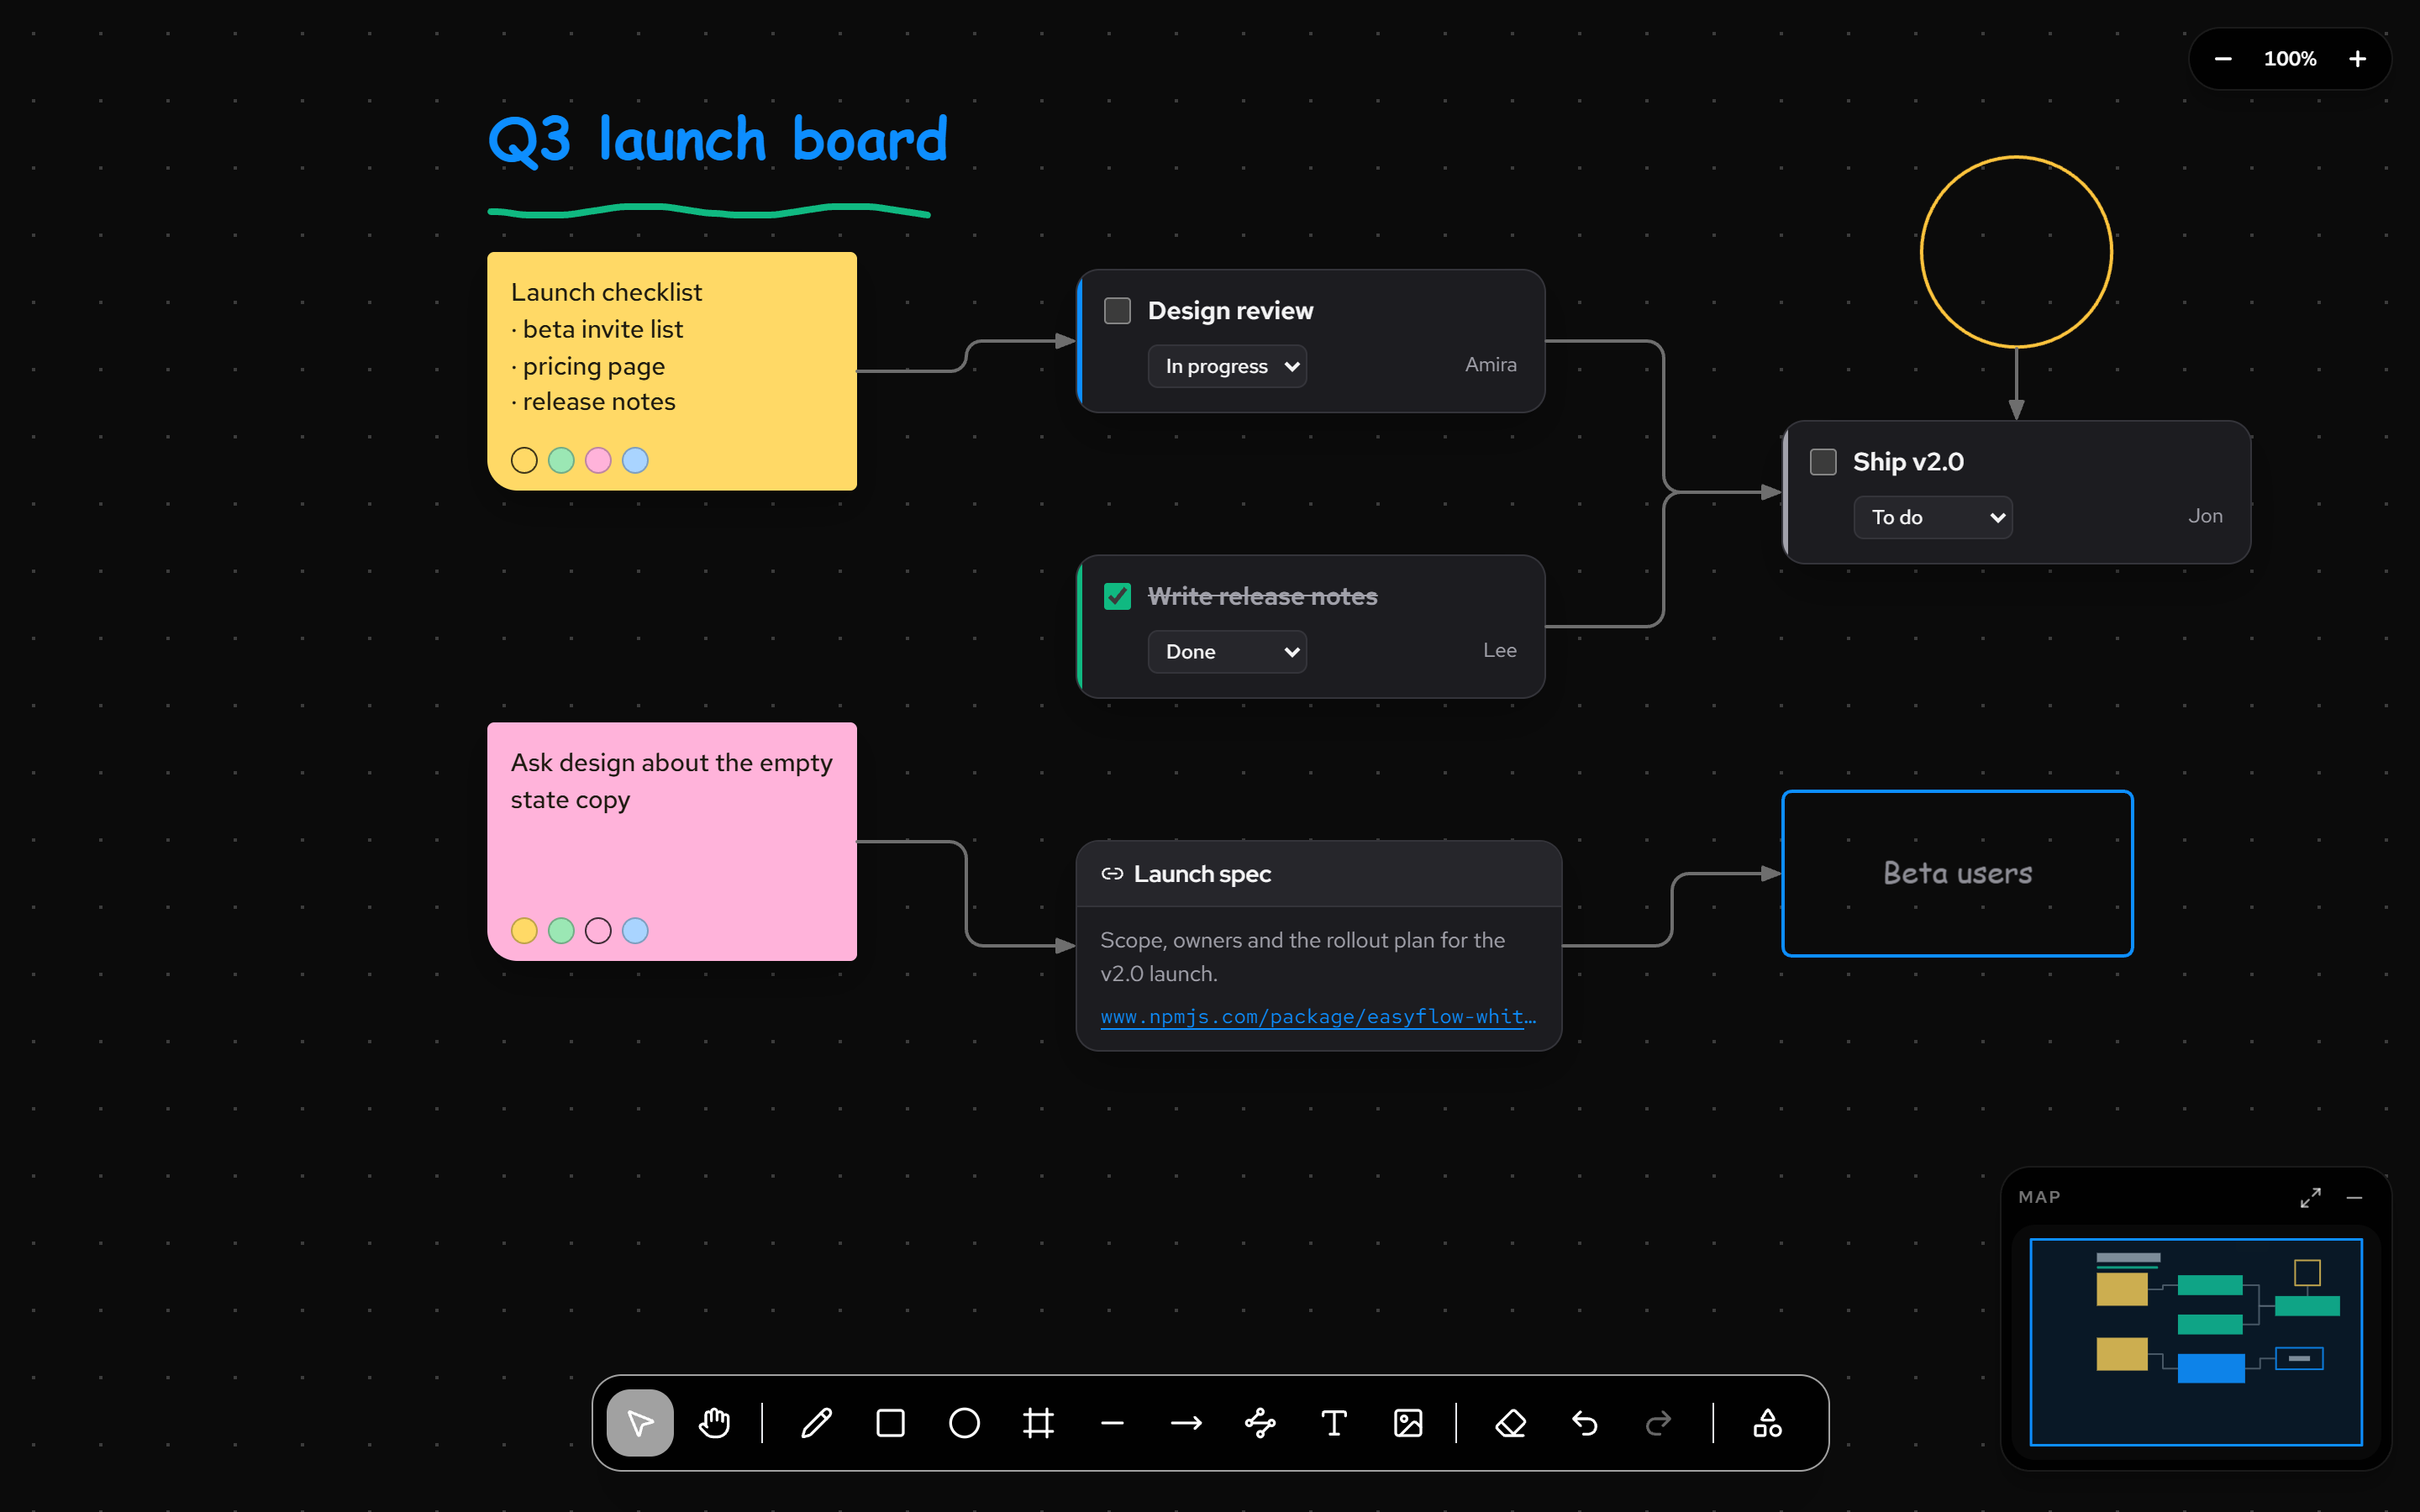 100%
Q3 launch board
Launch checklist
· beta invite list
· pricing page
· release notes
Design review
In progress
Amira
Ship v2.0
To do
Jon
Write release notes
Done
Lee
Ask design about the empty
state copy
Launch spec
Scope, owners and the rollout plan for the
v2.0 launch.
www.npmjs.com/package/easyflow-whit…
Beta users
MAP